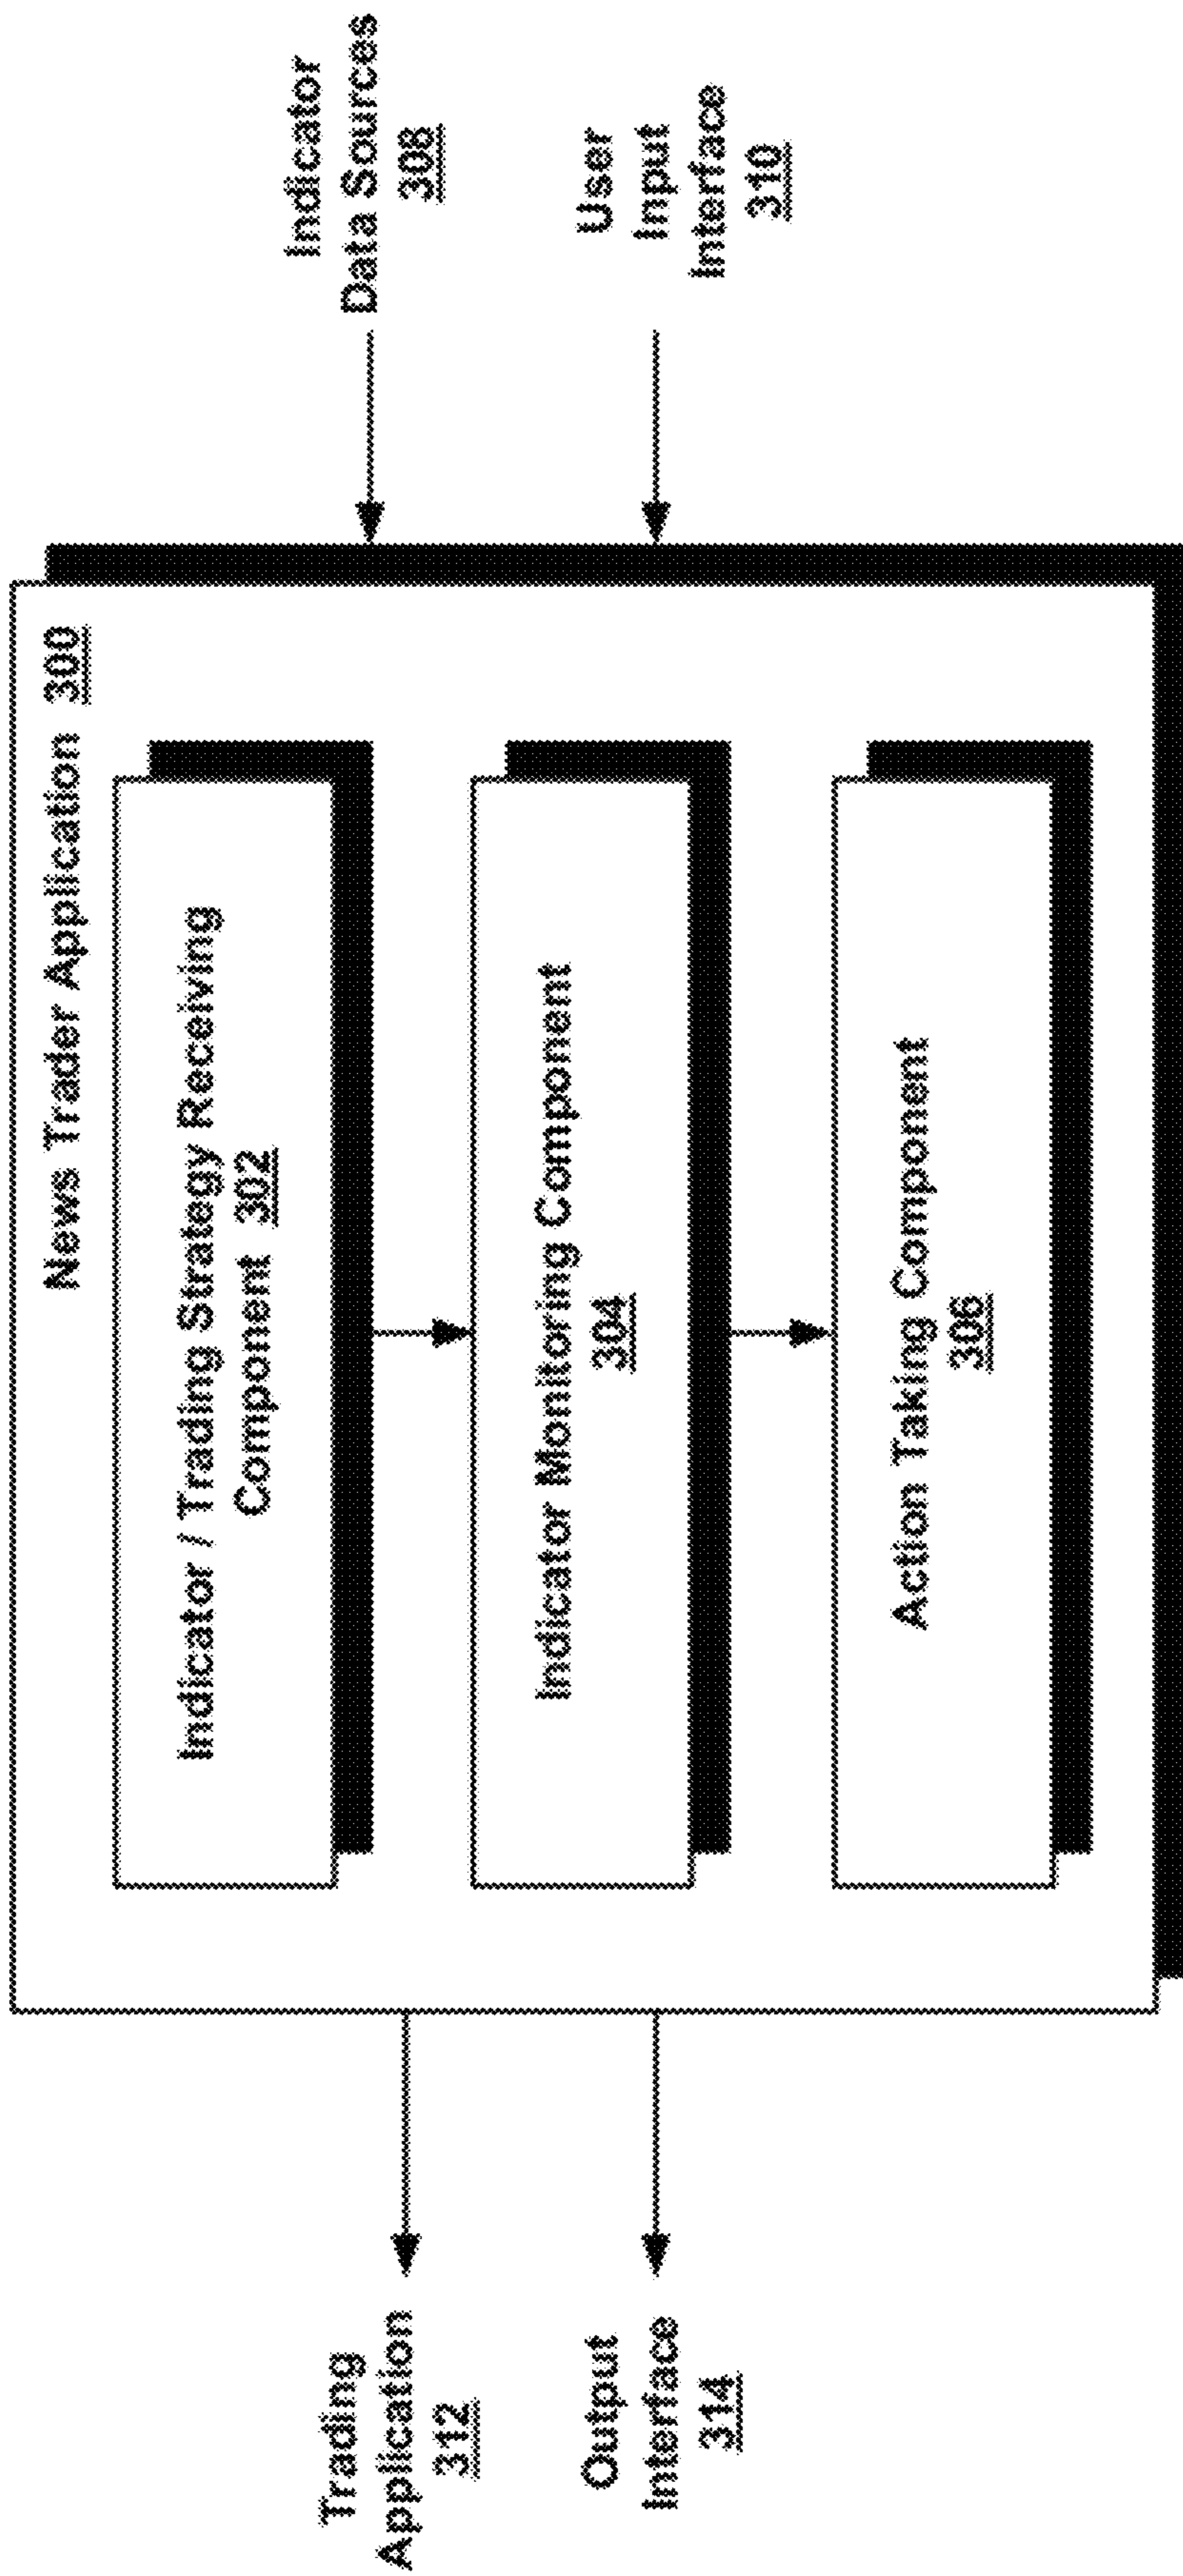 News Trader Application 300
Indicator / Trading Strategy Receiving
Component 302
Indicator Monitoring Component
304
Action Taking Component
306
Trading
Application
312
Output
Interface
314
Indicator
Data Sources
308
User
Input
Interface
310